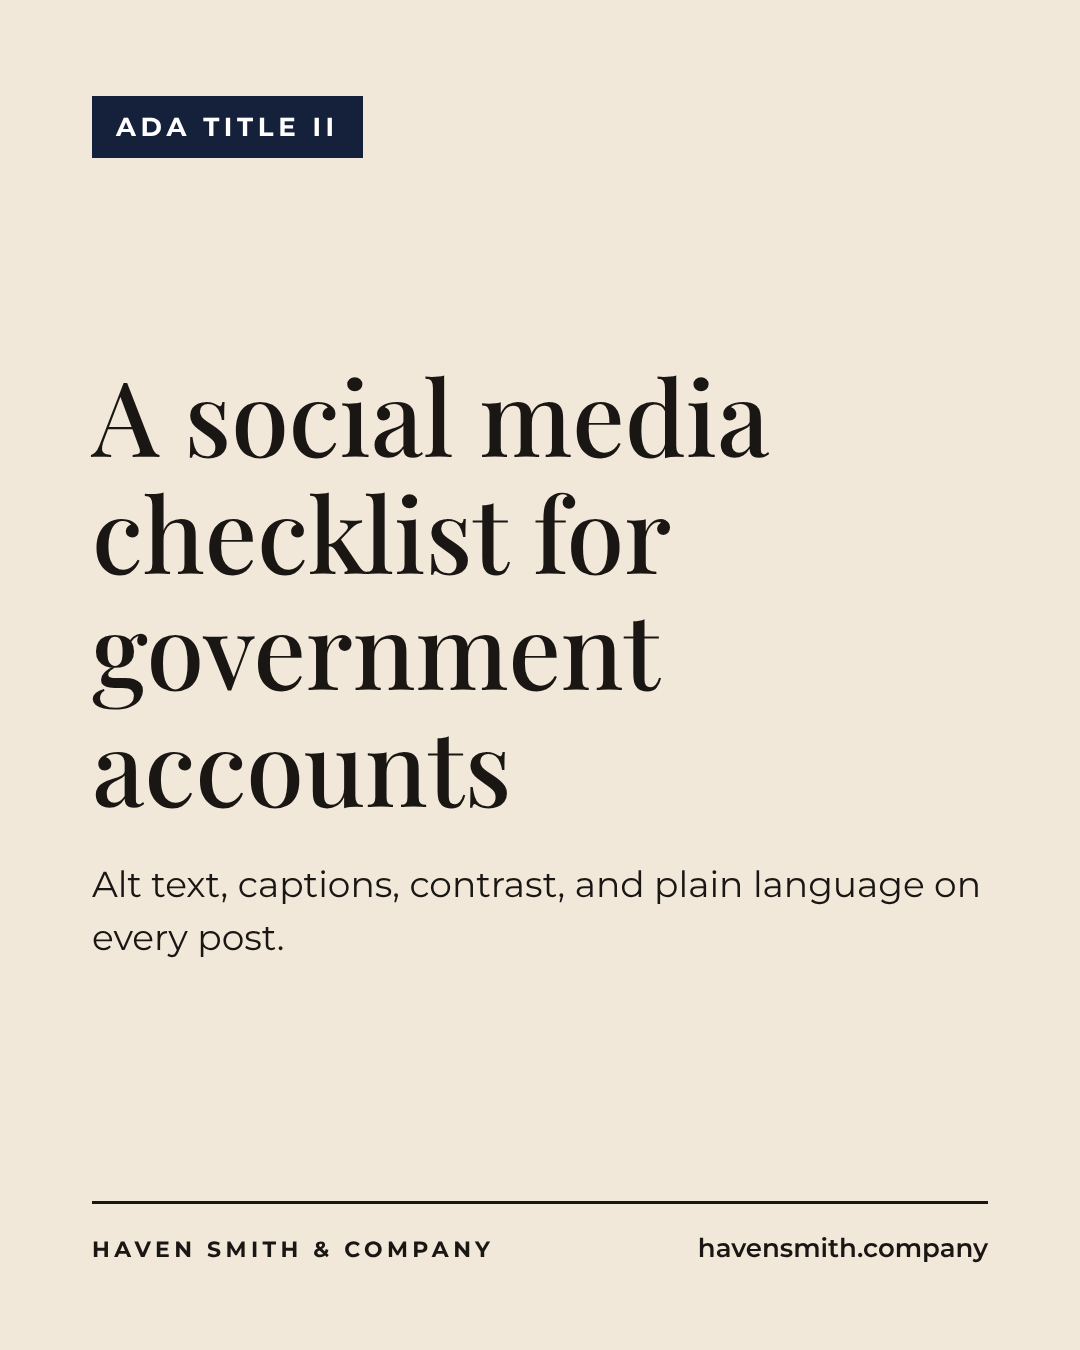 ADA TITLE II
A social media
checklist for
government
accounts
Alt text, captions, contrast, and plain language on
every post.
HAVEN SMITH & COMPANY
havensmith.company